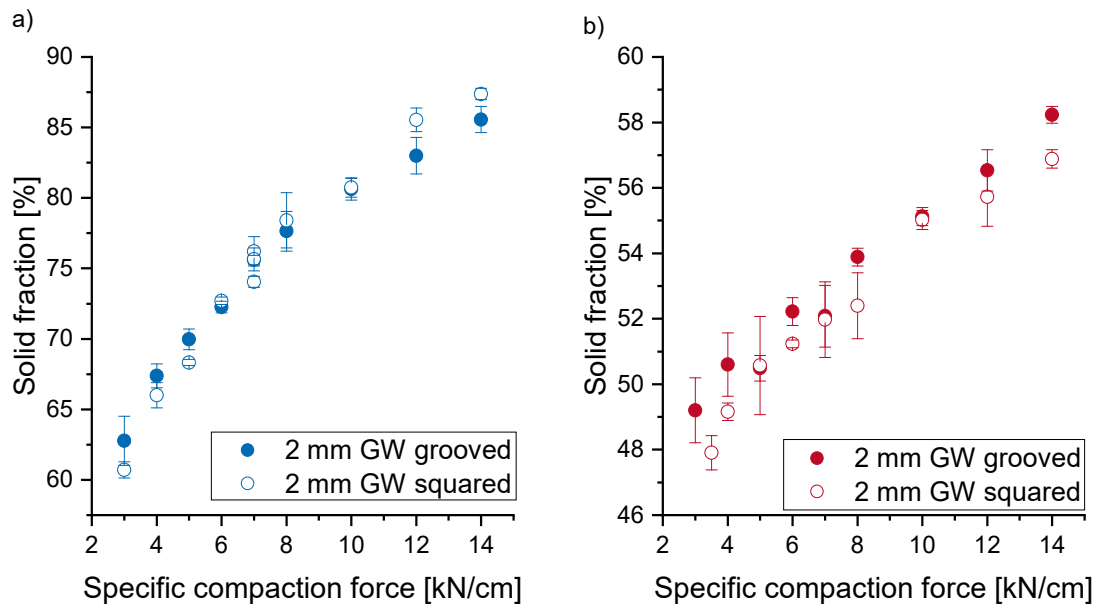 a)
Solid fraction [%]
90
85
80
75
70
65
60
2 mm GW grooved
2 mm GW squared
2 4 6 8 10 12 14
Specific compaction force [kN/cm]
b)
Solid fraction [%]
60
58
56
54
52
50
48
46
2 mm GW grooved
2 mm GW squared
2 4 6 8 10 12 14
Specific compaction force [kN/cm]